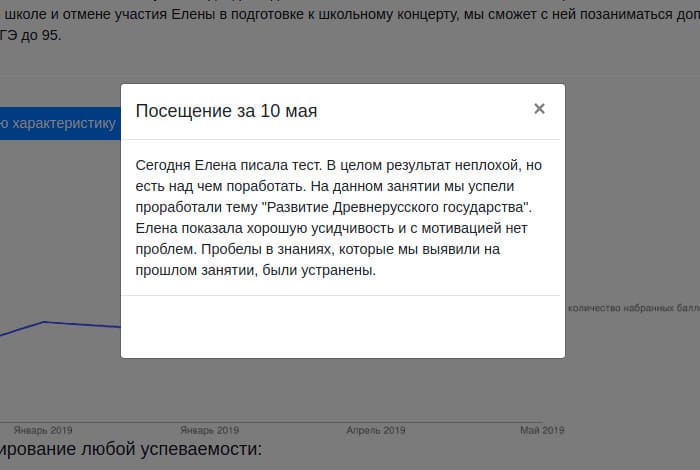 школе и отмене участия Елены в подготовке к школьному концерту, мы сможет с ней позаниматься доп
ГЭ до 95.
ю характеристику
Посещение за 10 мая
×
Сегодня Елена писала тест. В целом результат неплохой, но
есть над чем поработать. На данном занятии мы успели
проработали тему "Развитие Древнерусского государства".
Елена показала хорошую усидчивость и с мотивацией нет
проблем. Пробелы в знаниях, которые мы выявили на
прошлом занятии, были устранены.
количество набранных балло
Январь 2019
Январь 2019
Апрель 2019
Май 2019
ирование любой успеваемости: